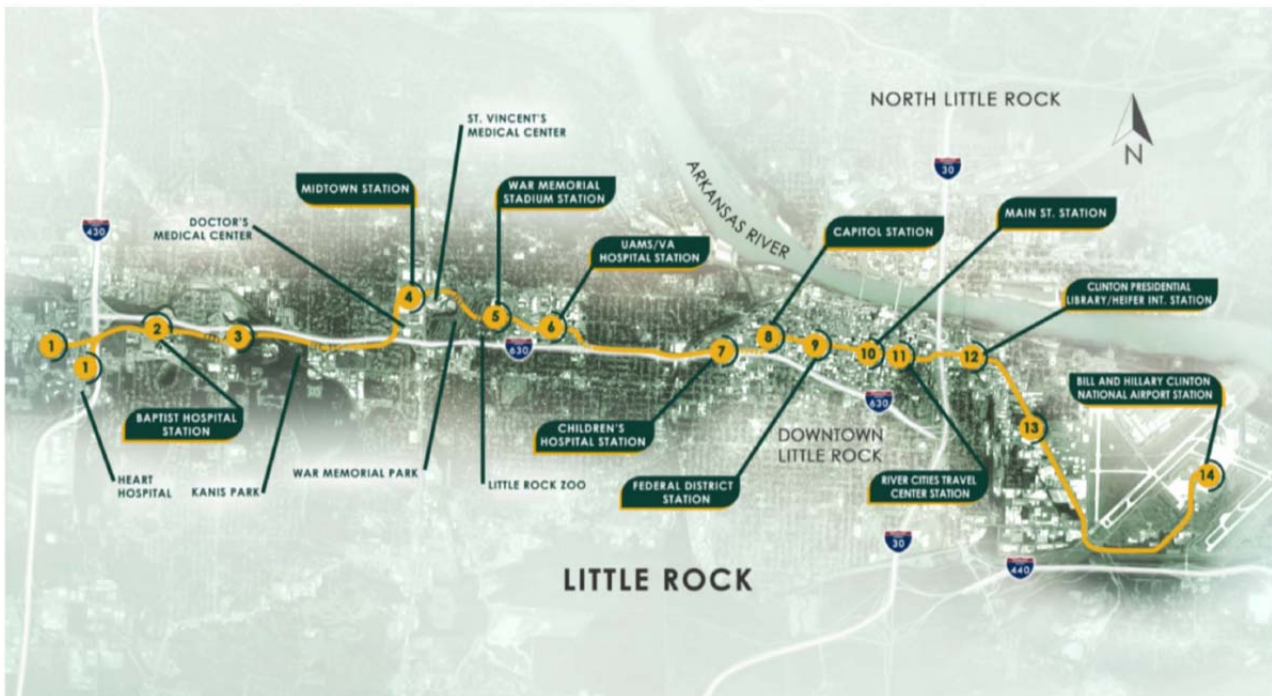 NORTH LITTLE ROCK
N
ST. VINCENT'S
MEDICAL CENTER
30
ARKANSAS RIVER
MIDTOWN STATION
WAR MEMORIAL
STADIUM STATION
MAIN ST. STATION
DOCTOR'S
MEDICAL CENTER
430
CAPITOL STATION
UAMS/VA
HOSPITAL STATION
CLINTON PRESIDENTIAL
LIBRARY/HEIFER INT. STATION
1
1
2
3
4
5
6
7
8
9
10
11
12
13
14
630
630
BILL AND HILLARY CLINTON
NATIONAL AIRPORT STATION
BAPTIST HOSPITAL
STATION
CHILDREN'S
HOSPITAL STATION
DOWNTOWN
LITTLE ROCK
HEART
HOSPITAL
KANIS PARK
WAR MEMORIAL PARK
LITTLE ROCK ZOO
FEDERAL DISTRICT
STATION
RIVER CITIES TRAVEL
CENTER STATION
30
440
LITTLE ROCK